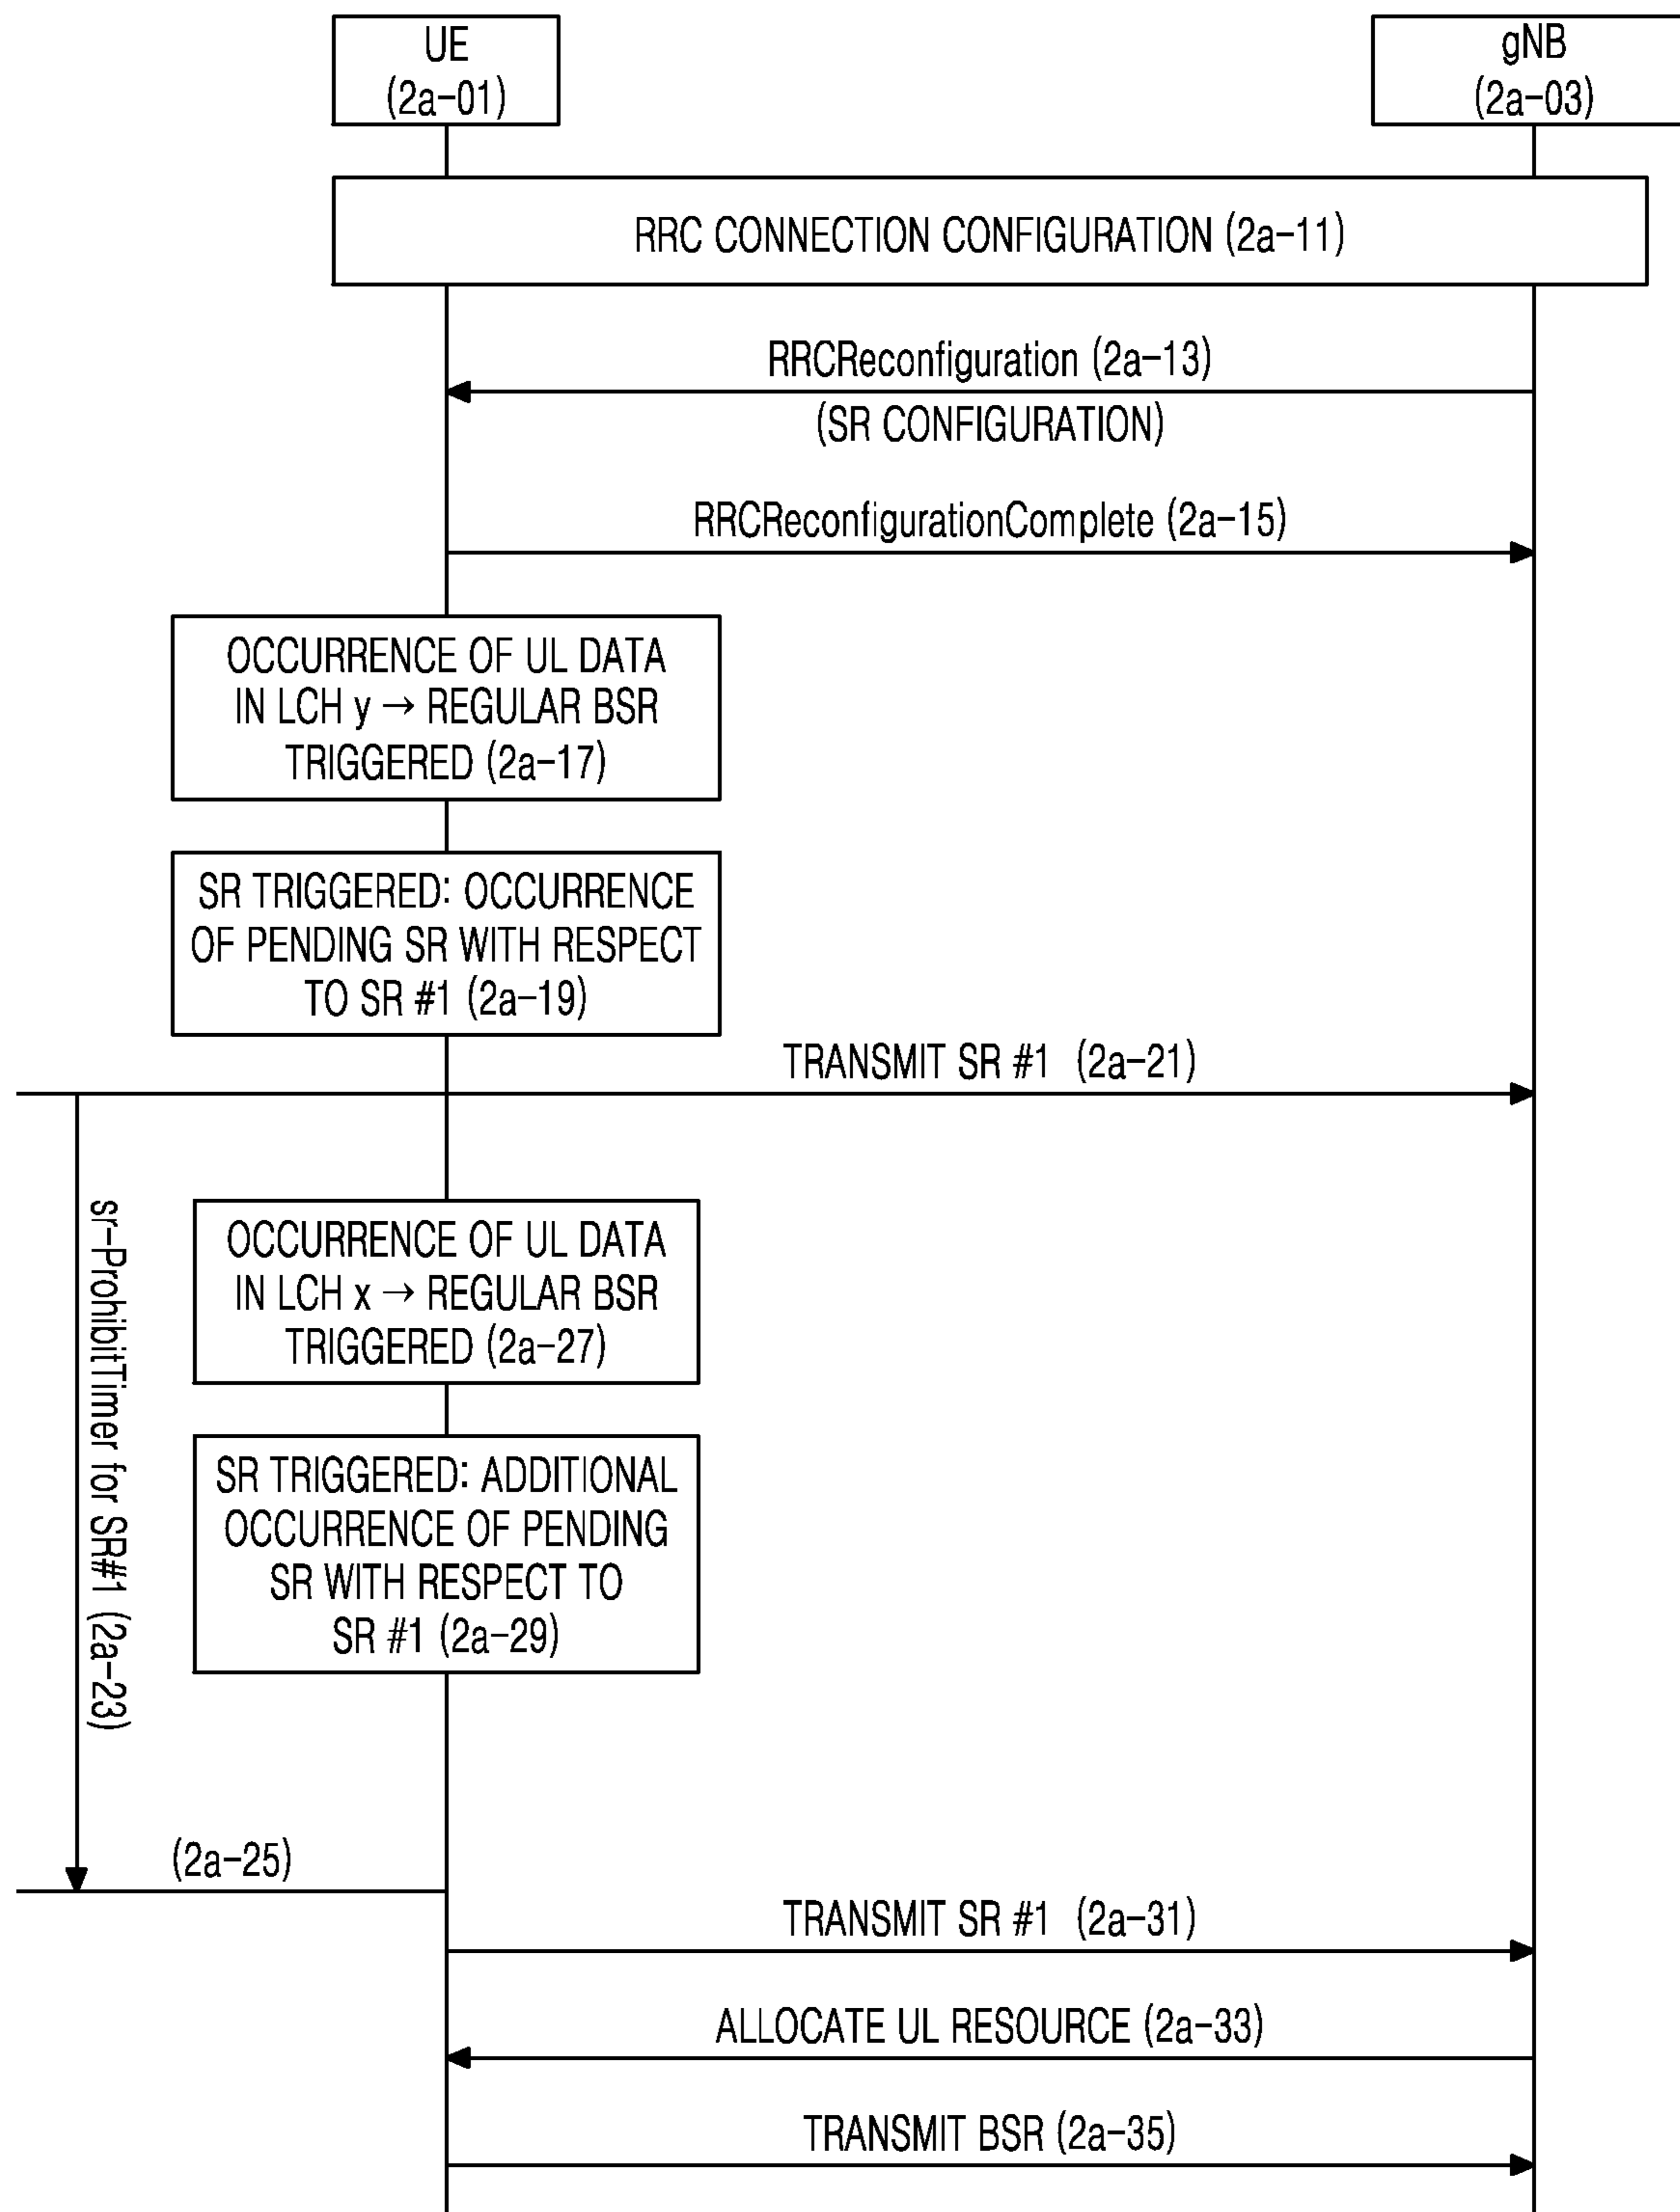 UE
(2a-01)
gNB
(2a-03)
RRC CONNECTION CONFIGURATION (2a-11)
RRCReconfiguration (2a-13)
(SR CONFIGURATION)
RRCReconfigurationComplete (2a-15)
OCCURRENCE OF UL DATA
IN LCH y → REGULAR BSR
TRIGGERED (2a-17)
SR TRIGGERED: OCCURRENCE
OF PENDING SR WITH RESPECT
TO SR #1 (2a-19)
TRANSMIT SR #1 (2a-21)
sr-ProhibitTimer for SR#1 (2a-23)
OCCURRENCE OF UL DATA
IN LCH x → REGULAR BSR
TRIGGERED (2a-27)
SR TRIGGERED: ADDITIONAL
OCCURRENCE OF PENDING
SR WITH RESPECT TO
SR #1 (2a-29)
(2a-25)
TRANSMIT SR #1 (2a-31)
ALLOCATE UL RESOURCE (2a-33)
TRANSMIT BSR (2a-35)